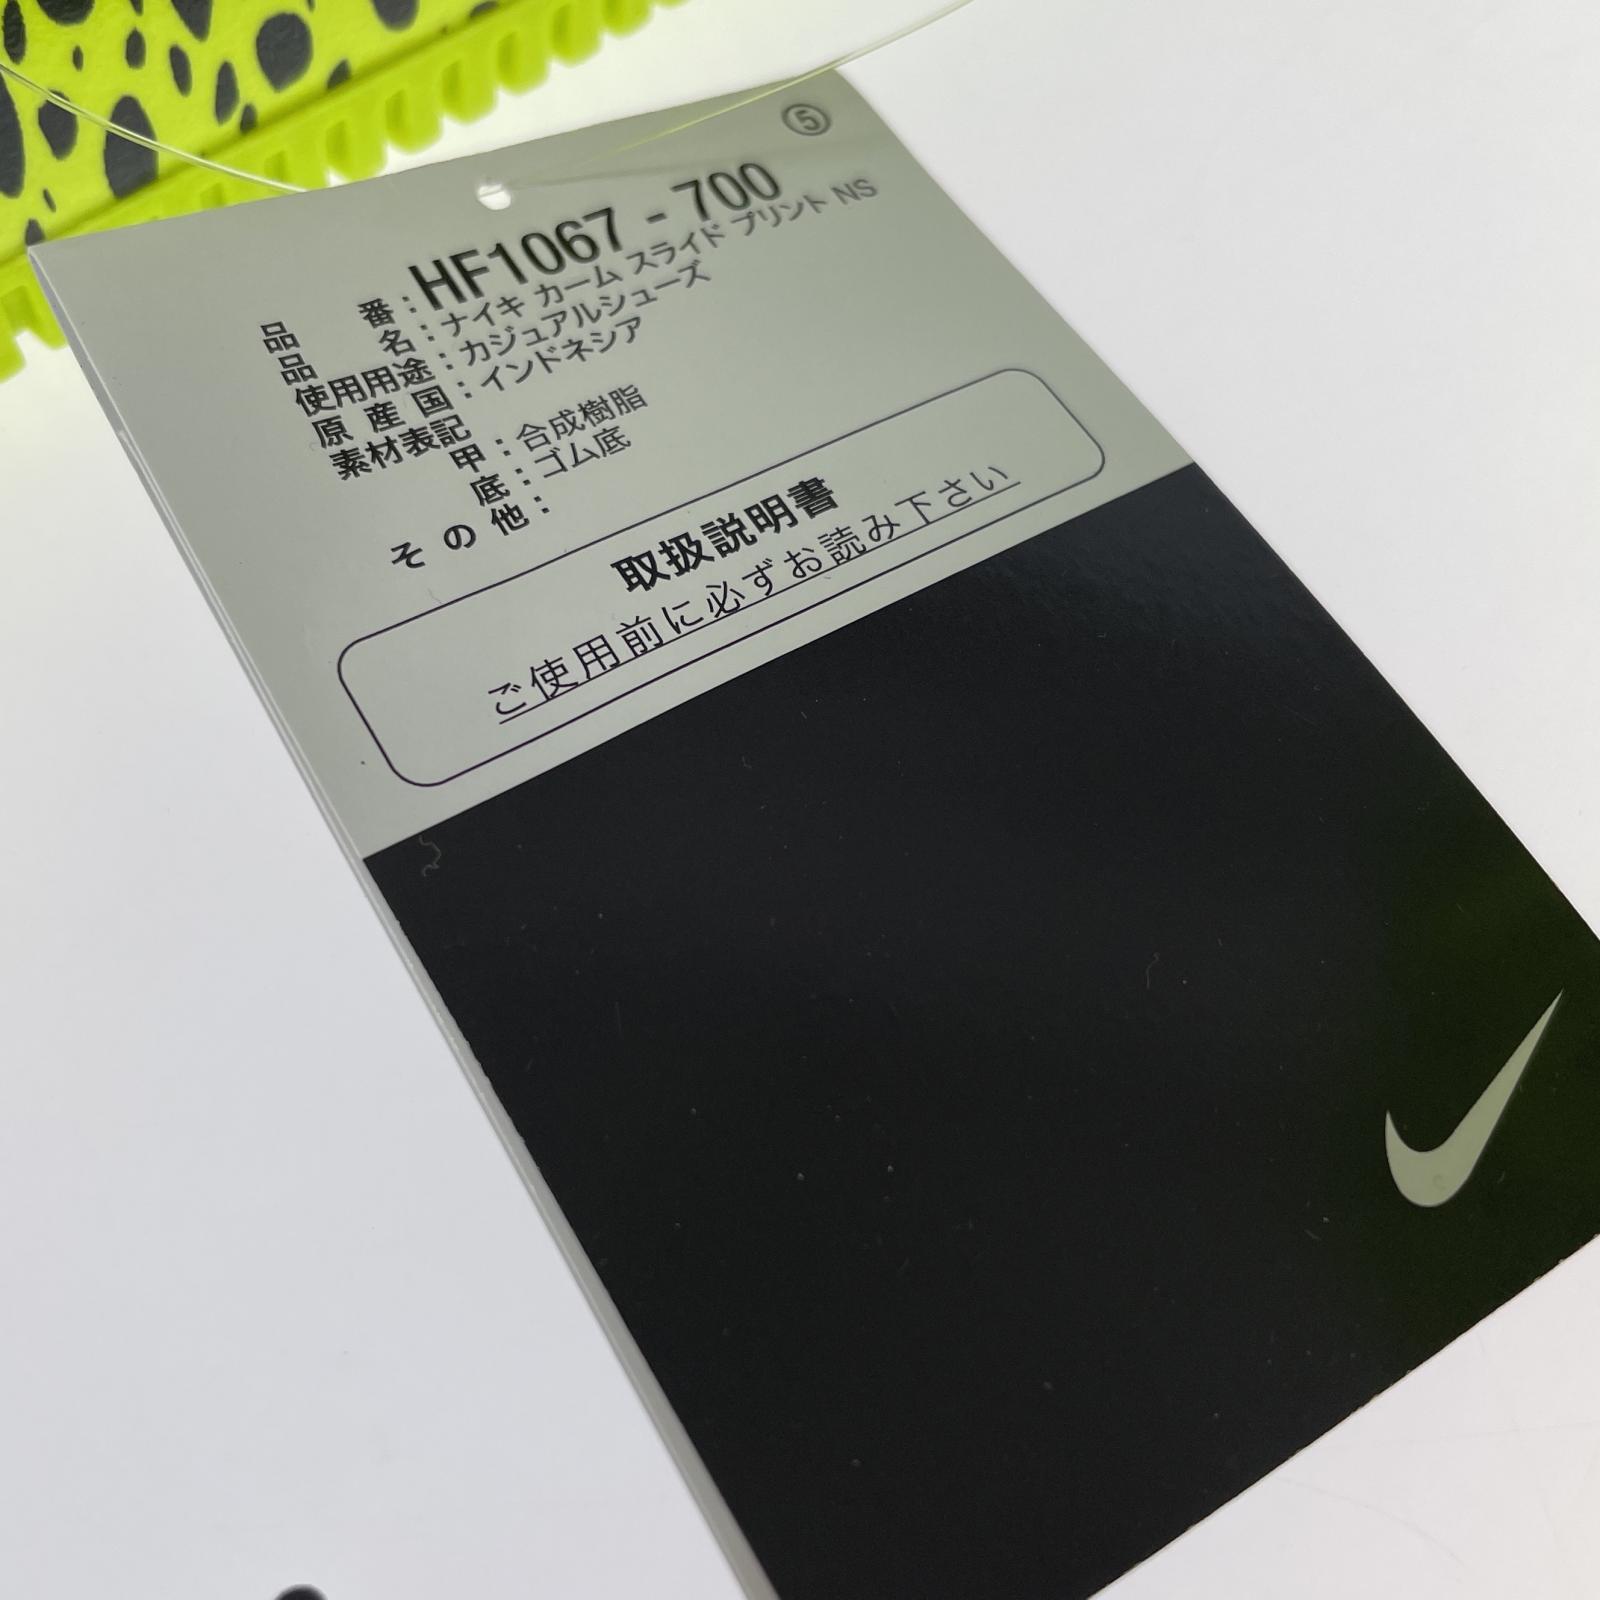 ⑤
品 番 : HF1067 - 700
品 名 : ナイキ カーム スライド プリント NS
使用用途 : カジュアルシューズ
原 産 国 : インドネシア
素材表記
甲 : 合成樹脂
底 : ゴム底
そ の 他 :
取扱説明書
ご使用前に必ずお読み下さい